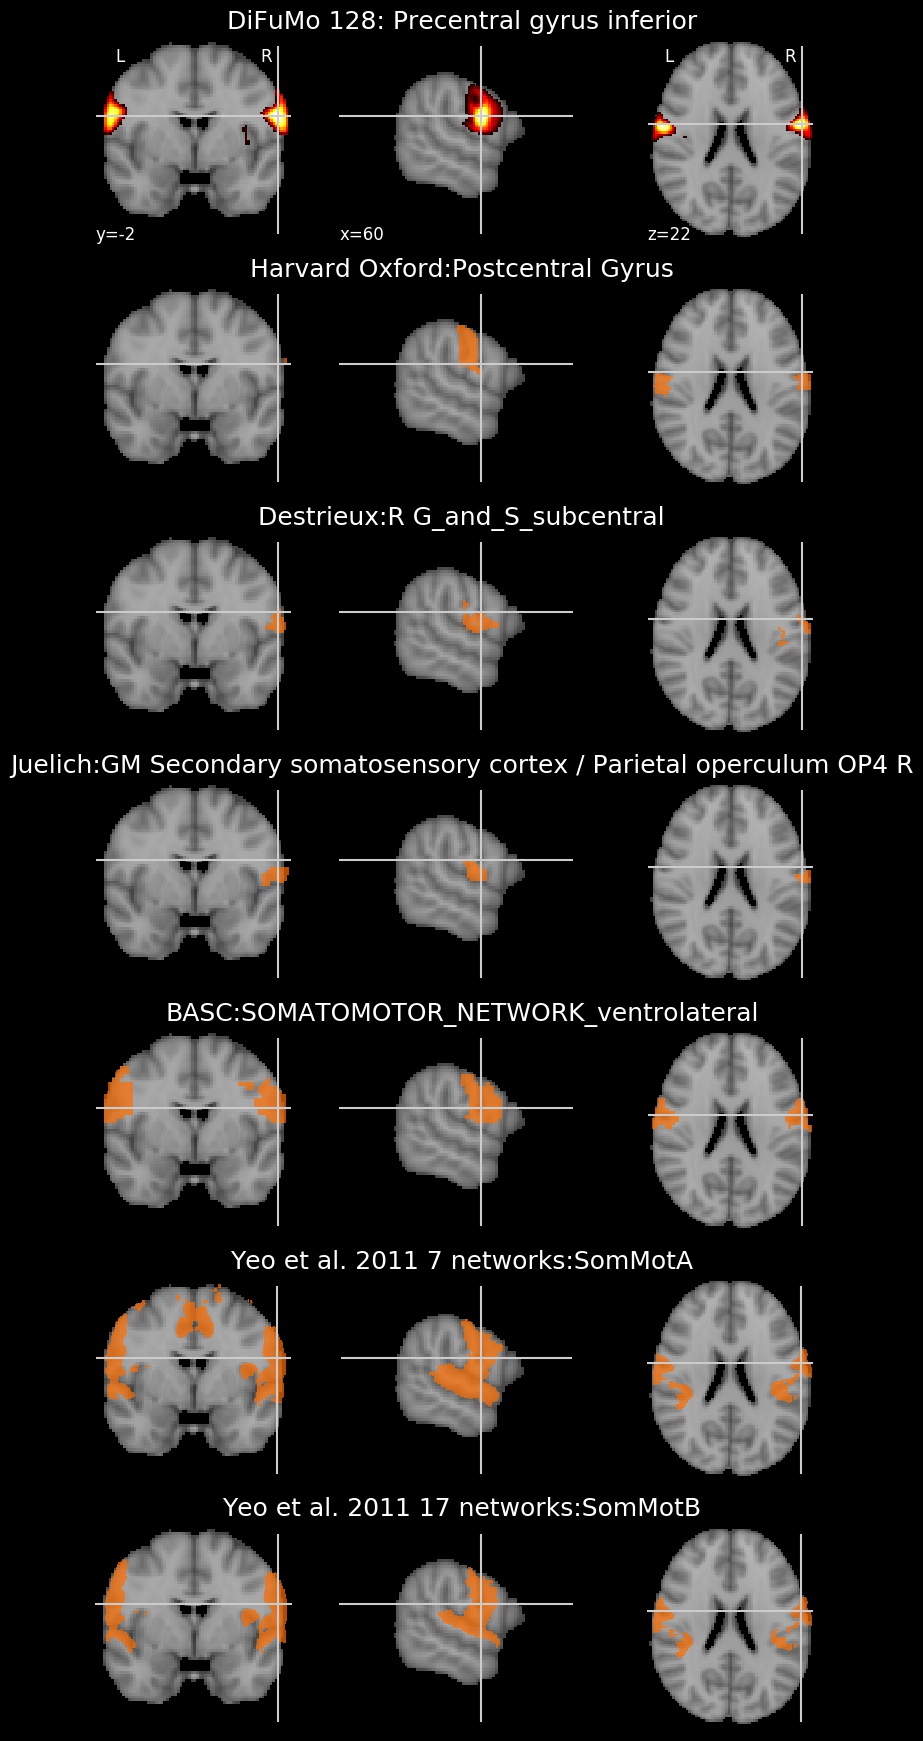 DiFuMo 128: Precentral gyrus inferior
L R L R
y=-2 x=60 z=22
Harvard Oxford:Postcentral Gyrus
Destrieux:R G_and_S_subcentral
Juelich:GM Secondary somatosensory cortex / Parietal operculum OP4 R
BASC:SOMATOMOTOR_NETWORK_ventrolateral
Yeo et al. 2011 7 networks:SomMotA
Yeo et al. 2011 17 networks:SomMotB